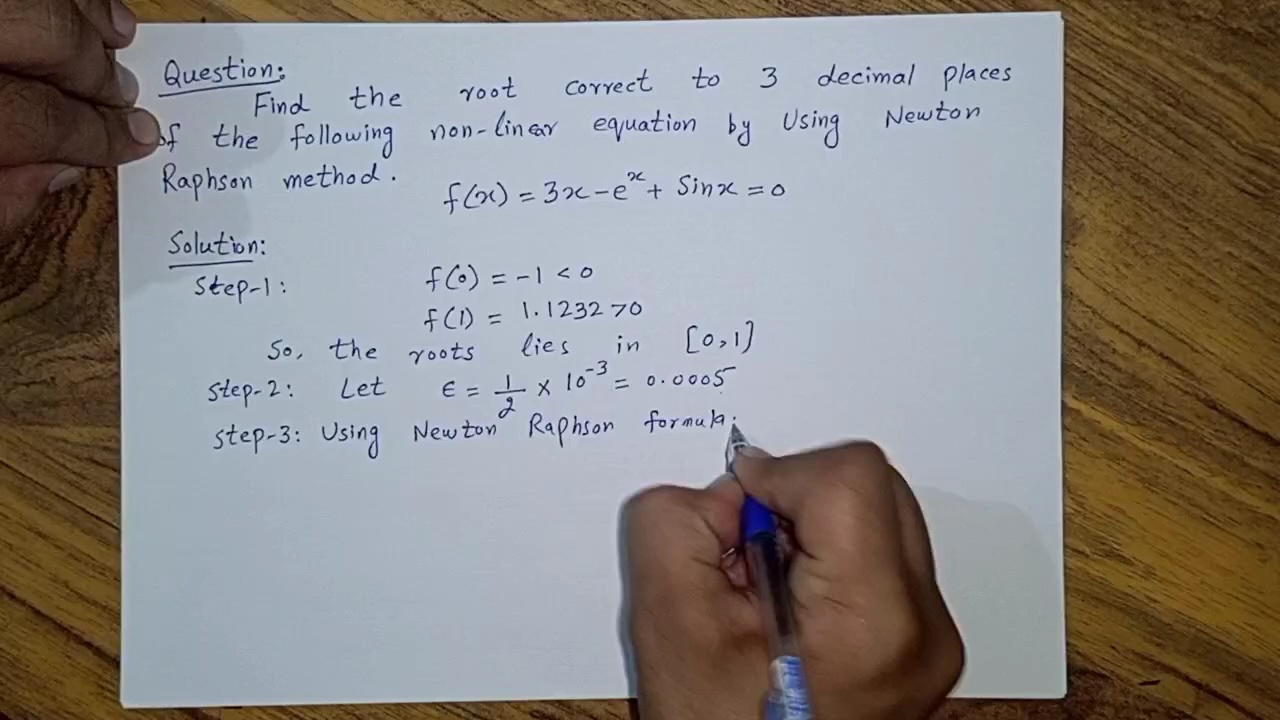 Question:
Find the root correct to 3 decimal places
of the following non-linear equation by Using Newton
Raphson method.
f(x) = 3x - eˣ + Sinx = 0
Solution:
Step-1: f(0) = -1 < 0
f(1) = 1.1232 > 0
So, the roots lies in [0,1]
Step-2: Let ϵ = 1/2 × 10⁻³ = 0.0005
Step-3: Using Newton Raphson formula